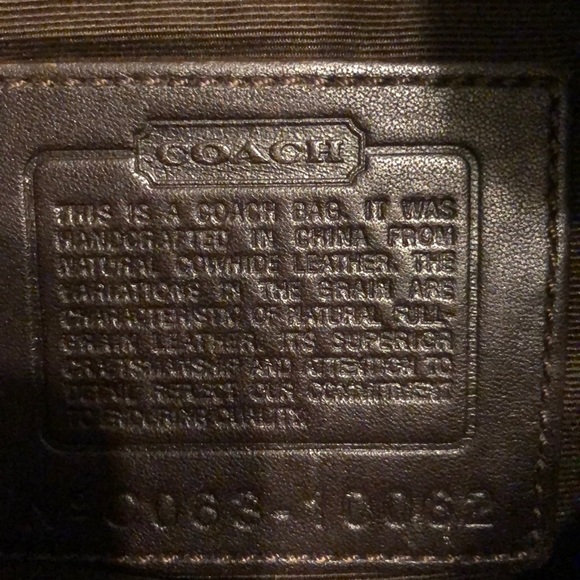 COACH
THIS IS A COACH BAG. IT WAS
HANDCRAFTED IN CHINA FROM
NATURAL COWHIDE LEATHER. THE
VARIATIONS IN THE GRAIN ARE
CHARACTERISTIC OF NATURAL FULL-
GRAIN LEATHER. ITS SUPERIOR
CRAFTSMANSHIP AND ATTENTION TO
DETAIL REFLECT OUR COMMITMENT
TO ENDURING QUALITY.
-10062